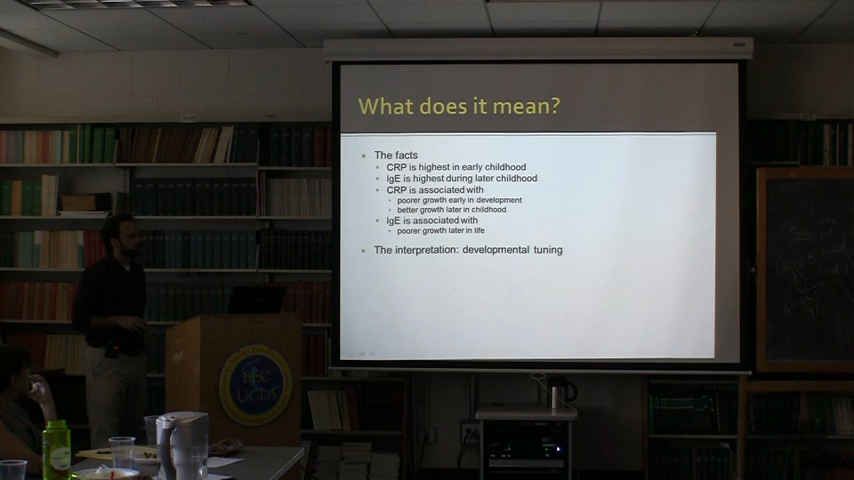 What does it mean?
The facts
CRP is highest in early childhood
IgE is highest during later childhood
CRP is associated with
poorer growth early in development
better growth later in childhood
IgE is associated with
poorer growth later in life
The interpretation: developmental tuning
BEC
UCLA